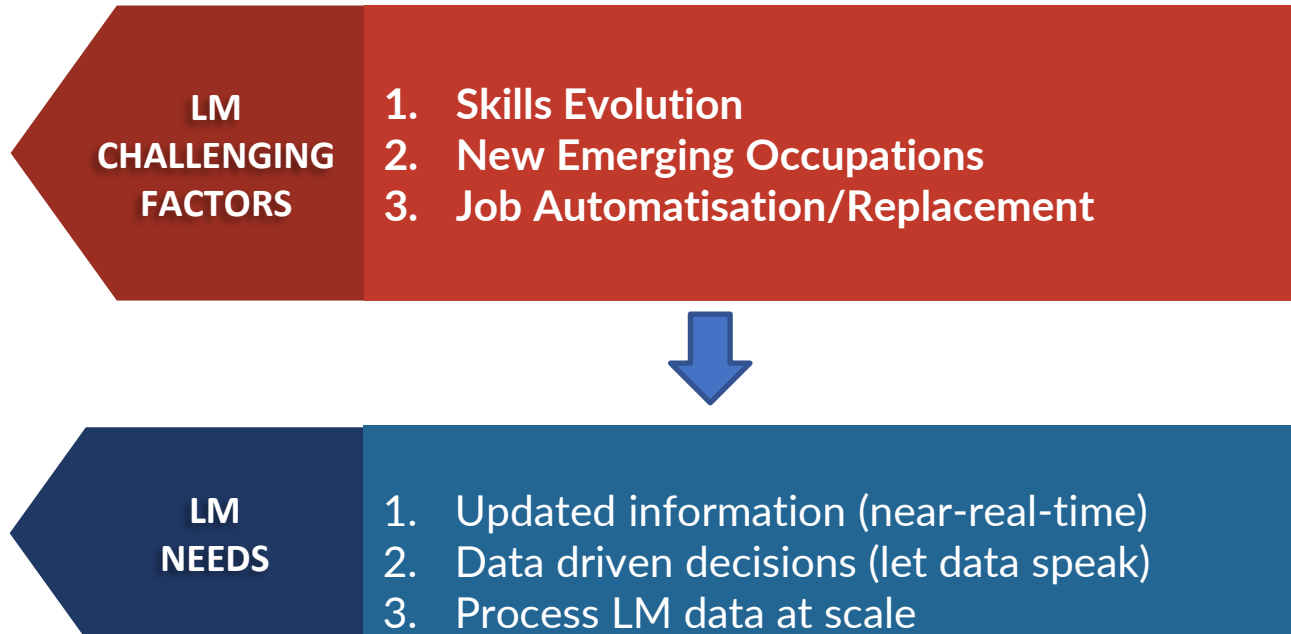 LM
CHALLENGING
FACTORS
1. Skills Evolution
2. New Emerging Occupations
3. Job Automatisation/Replacement
LM
NEEDS
1. Updated information (near-real-time)
2. Data driven decisions (let data speak)
3. Process LM data at scale